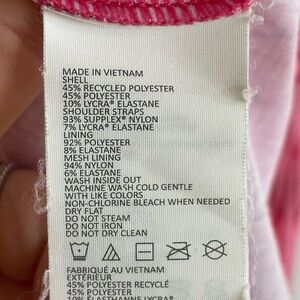 MADE IN VIETNAM
SHELL
45% RECYCLED POLYESTER
45% POLYESTER
10% LYCRA® ELASTANE
SHOULDER STRAPS
93% SUPPLEX® NYLON
7% LYCRA® ELASTANE
LINING
92% POLYESTER
8% ELASTANE
MESH LINING
94% NYLON
6% ELASTANE
WASH INSIDE OUT
MACHINE WASH COLD GENTLE
WITH LIKE COLORS
NON-CHLORINE BLEACH WHEN NEEDED
DRY FLAT
DO NOT STEAM
DO NOT IRON
DO NOT DRY CLEAN
FABRIQUÉ AU VIETNAM
EXTÉRIEUR
45% POLYESTER RECYCLÉ
45% POLYESTER
10% ÉLASTHANNE LYCRA®